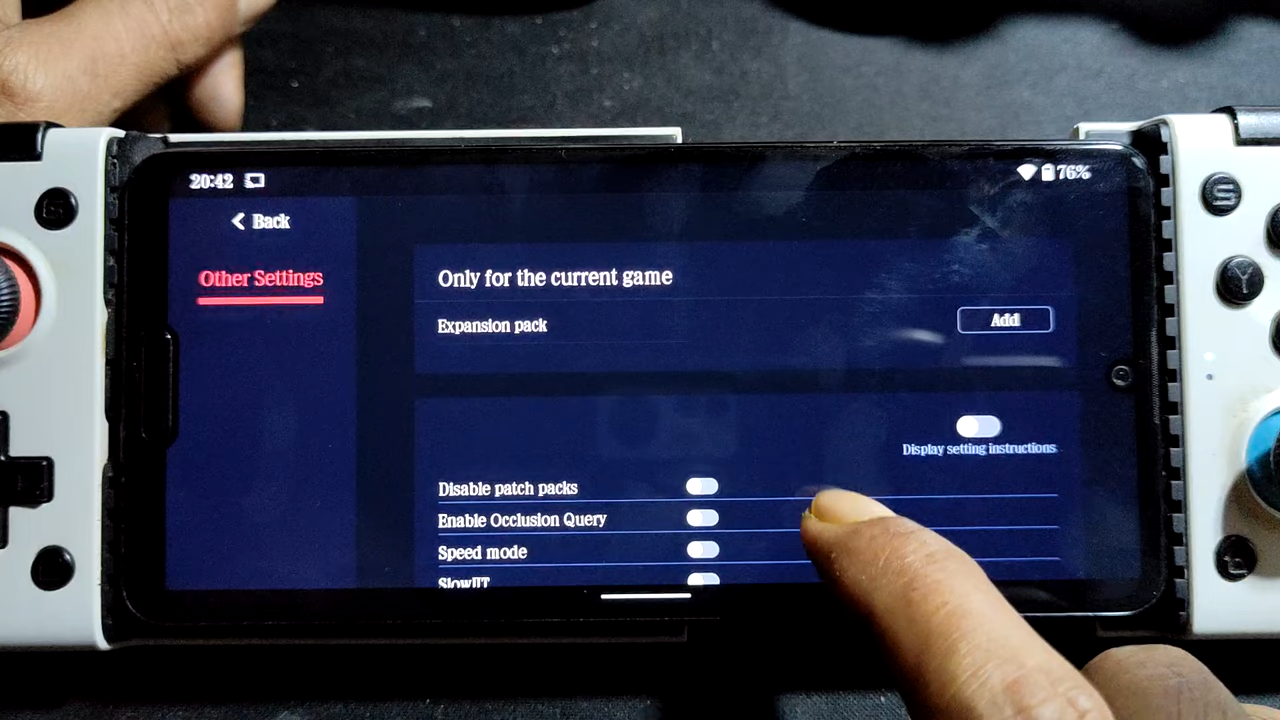 20:42
76%
Back
Other Settings
Only for the current game
Expansion pack
Add
Display setting instructions
Disable patch packs
Enable Occlusion Query
Speed mode
SlowJIT
S
Y